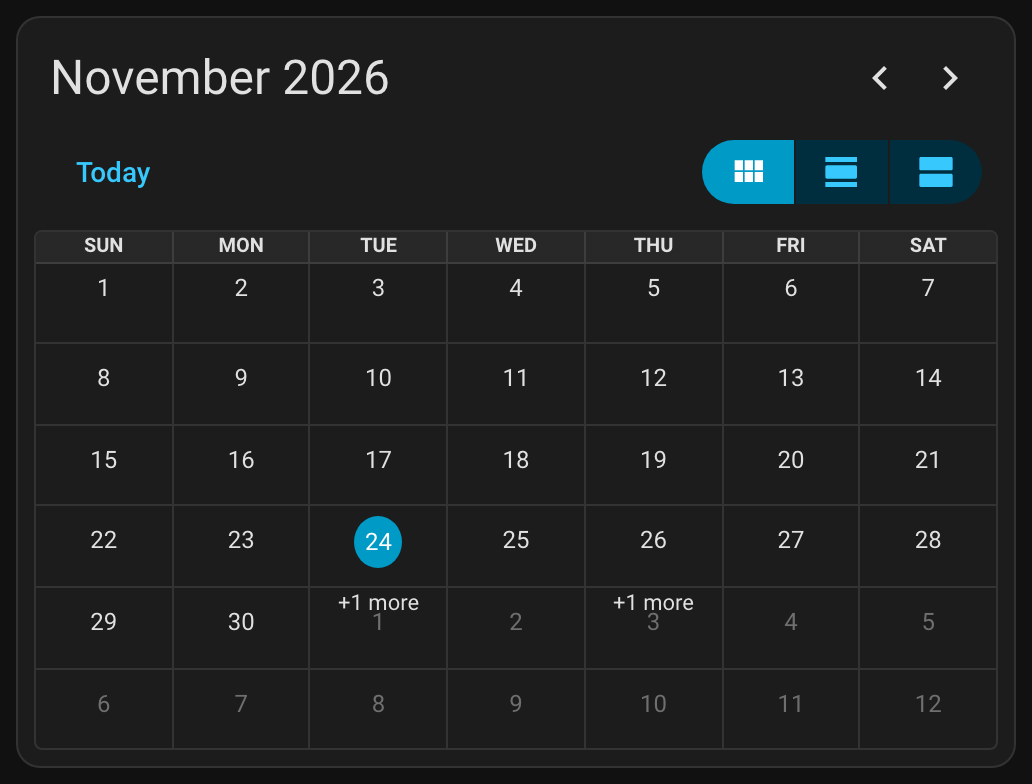 November 2026
Today
SUN MON TUE WED THU FRI SAT
1 2 3 4 5 6 7
8 9 10 11 12 13 14
15 16 17 18 19 20 21
22 23 24 25 26 27 28
+1 more +1 more
29 30 1 2 3 4 5
6 7 8 9 10 11 12